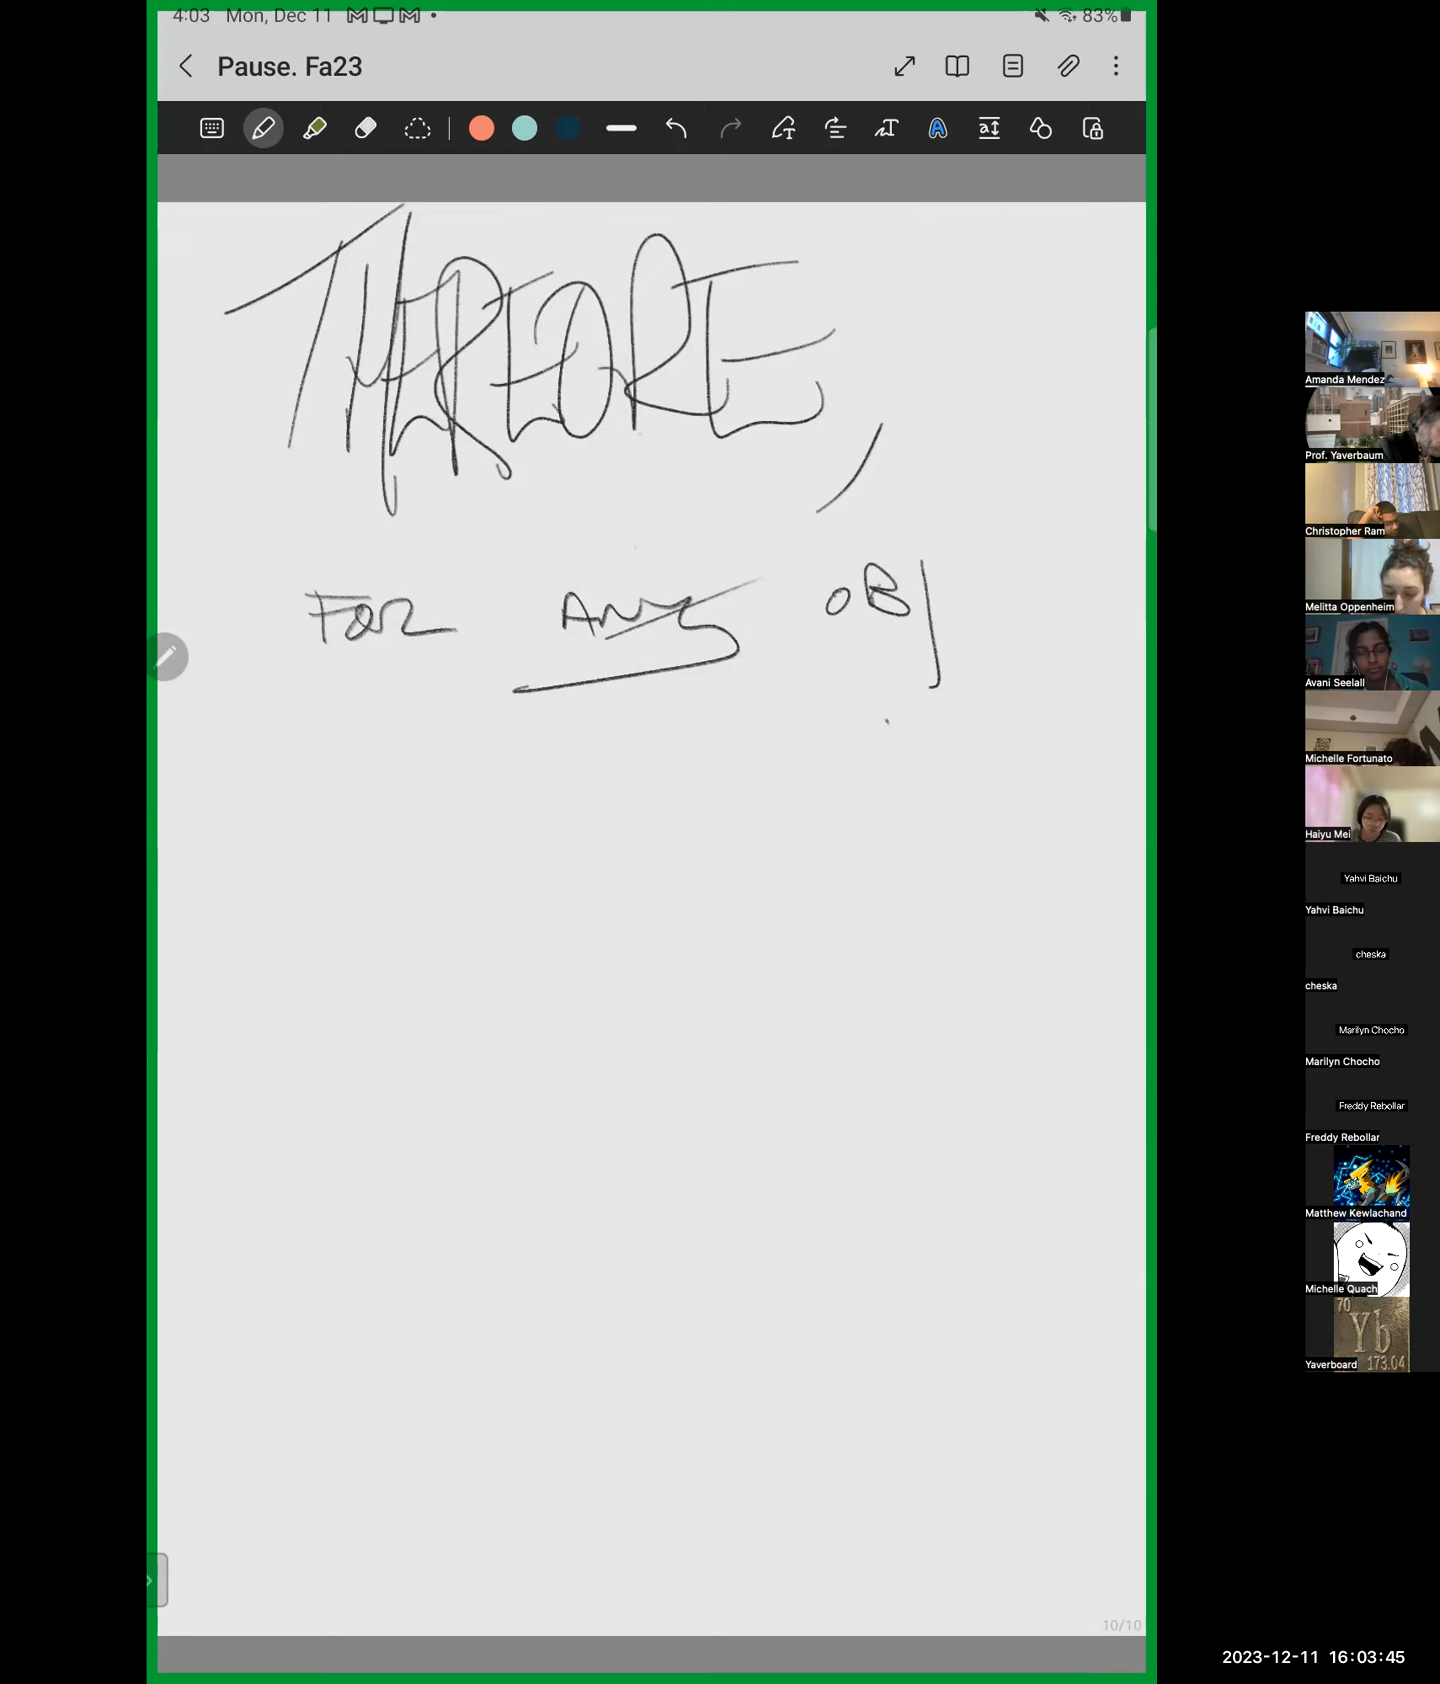 4:03 Mon, Dec 11
83%
Pause. Fa23
THEREFORE,
FOR ANY OBJ
10/10
Amanda Mendez
Prof. Yaverbaum
Christopher Ram
Melitta Oppenheim
Avani Seelall
Michelle Fortunato
Haiyu Mei
Yahvi Baichu
Yahvi Baichu
cheska
cheska
Marilyn Chocho
Marilyn Chocho
Freddy Rebollar
Freddy Rebollar
Matthew Kewlachand
Michelle Quach
70
Yb
Yaverboard 173.04
2023-12-11 16:03:45